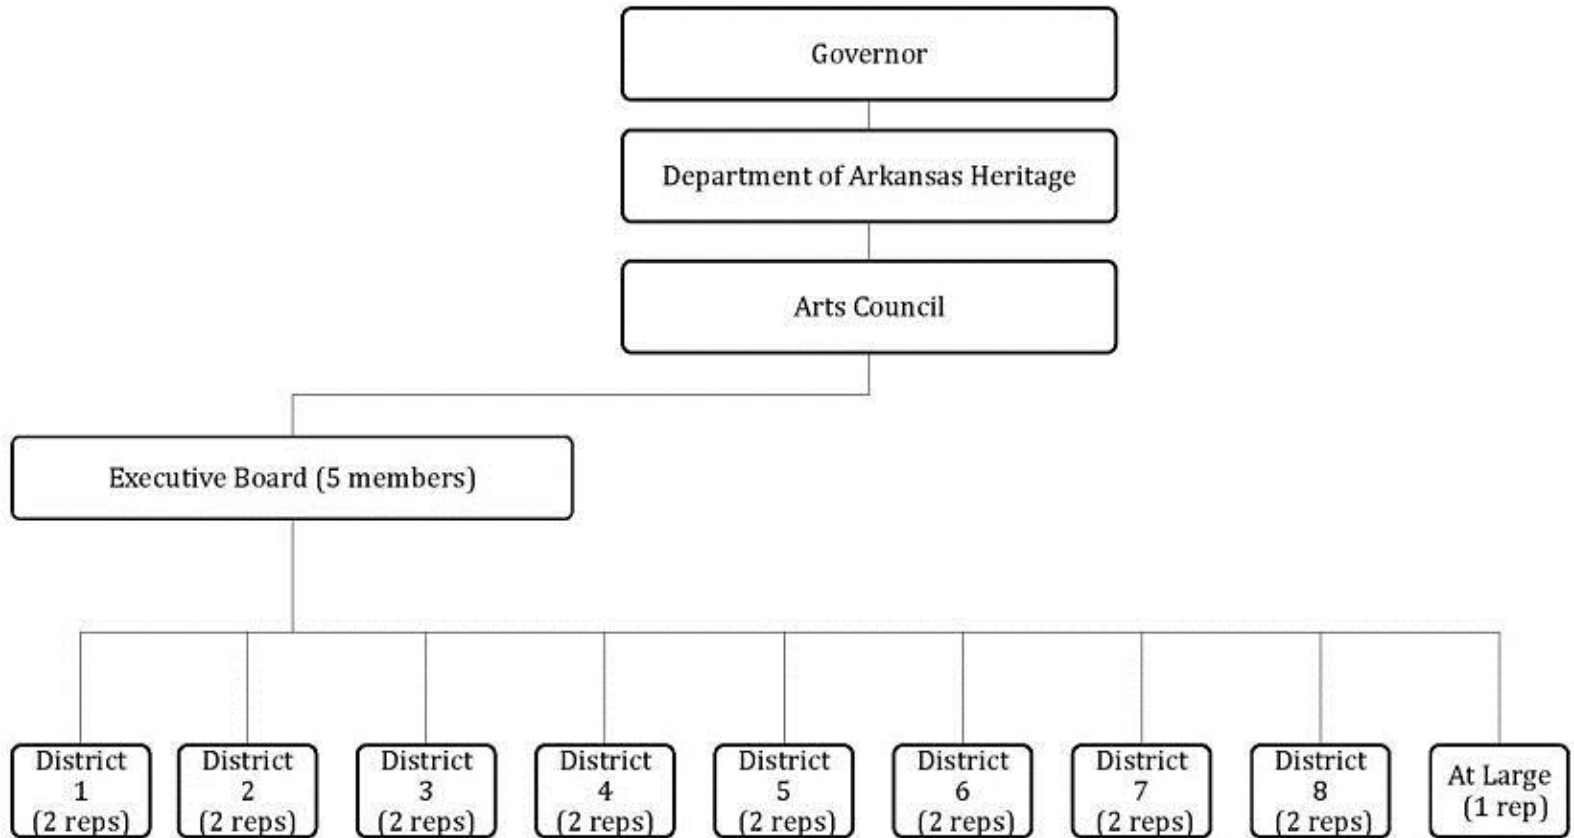 Governor
Department of Arkansas Heritage
Arts Council
Executive Board (5 members)
District
1
(2 reps)
District
2
(2 reps)
District
3
(2 reps)
District
4
(2 reps)
District
5
(2 reps)
District
6
(2 reps)
District
7
(2 reps)
District
8
(2 reps)
At Large
(1 rep)